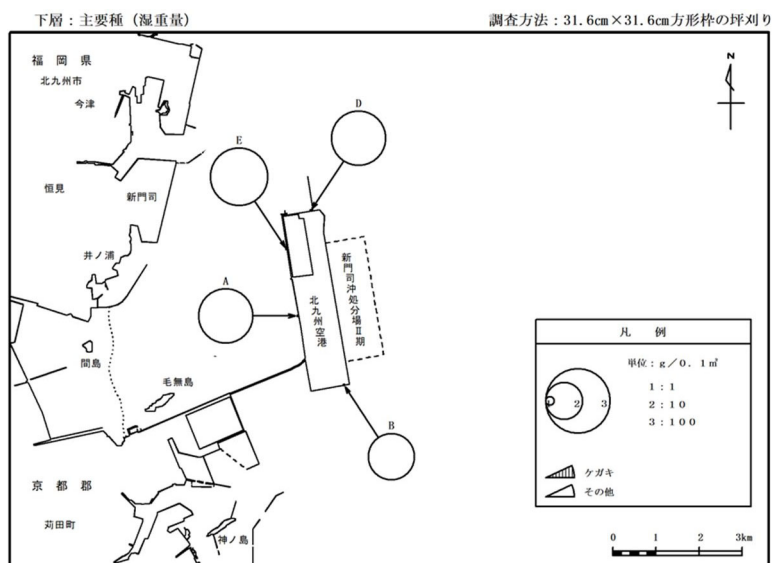 下層：主要種（湿重量）
調査方法：31.6cm×31.6cm方形枠の坪刈り
福 岡 県
北九州市
今津
N
D
E
恒見
新門司
井ノ浦
A
新門司沖処分場Ⅱ期
北九州空港
間島
毛無島
B
凡 例
単位：g／0．1㎡
1：1
2：10
3：100
2
3
ケガキ
その他
京 都 郡
苅田町
神ノ島
0 1 2 3km